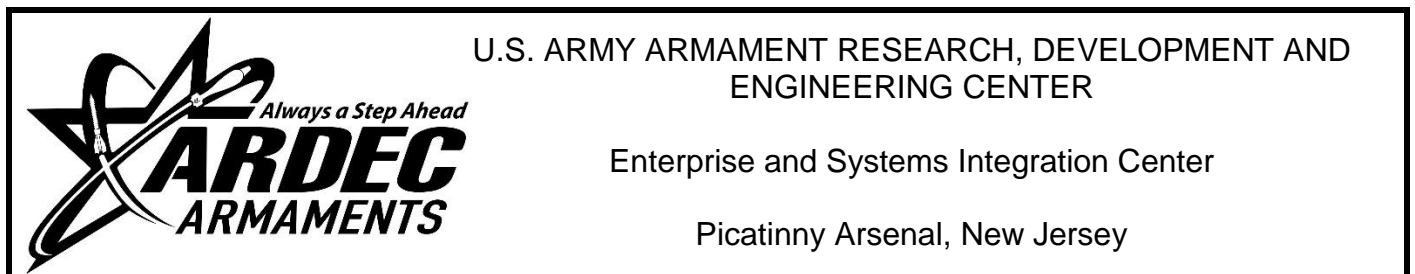 U.S. ARMY ARMAMENT RESEARCH, DEVELOPMENT AND
ENGINEERING CENTER
Always a Step Ahead
ARDEC
ARMAMENTS
Enterprise and Systems Integration Center
Picatinny Arsenal, New Jersey